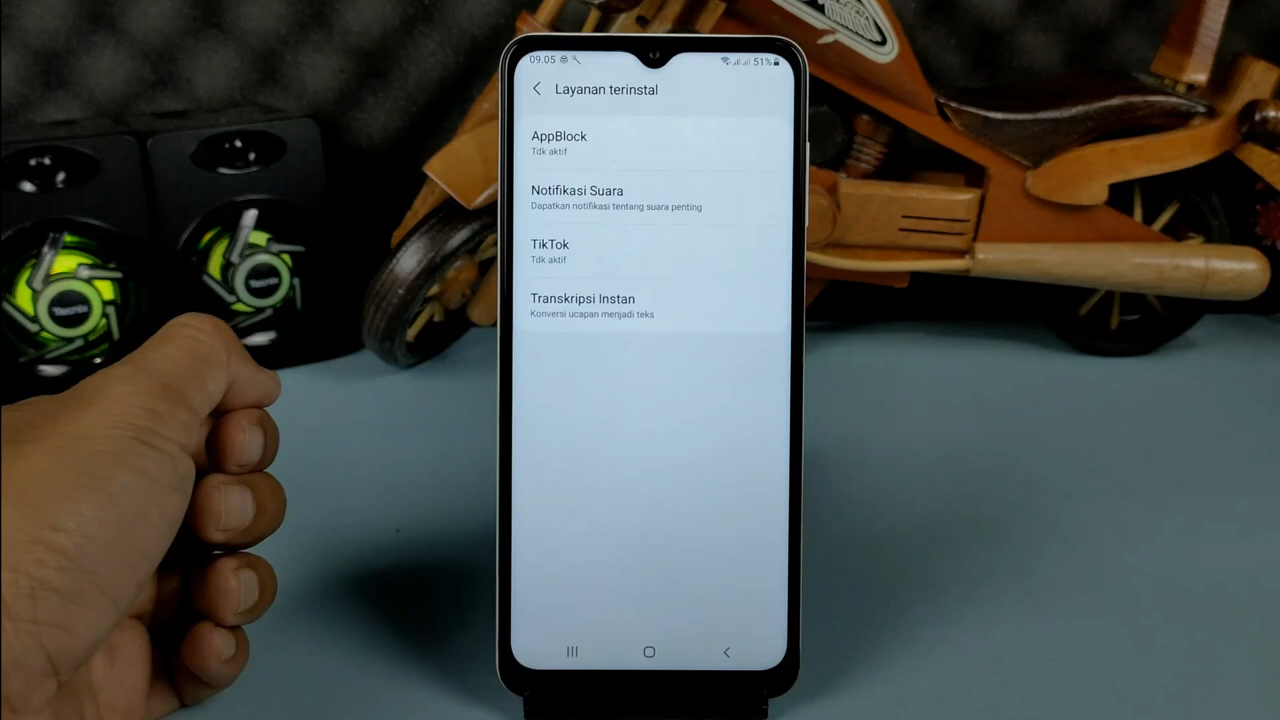 09.05
51%
Layanan terinstal
AppBlock
Tdk aktif
Notifikasi Suara
Dapatkan notifikasi tentang suara penting
TikTok
Tdk aktif
Transkripsi Instan
Konversi ucapan menjadi teks